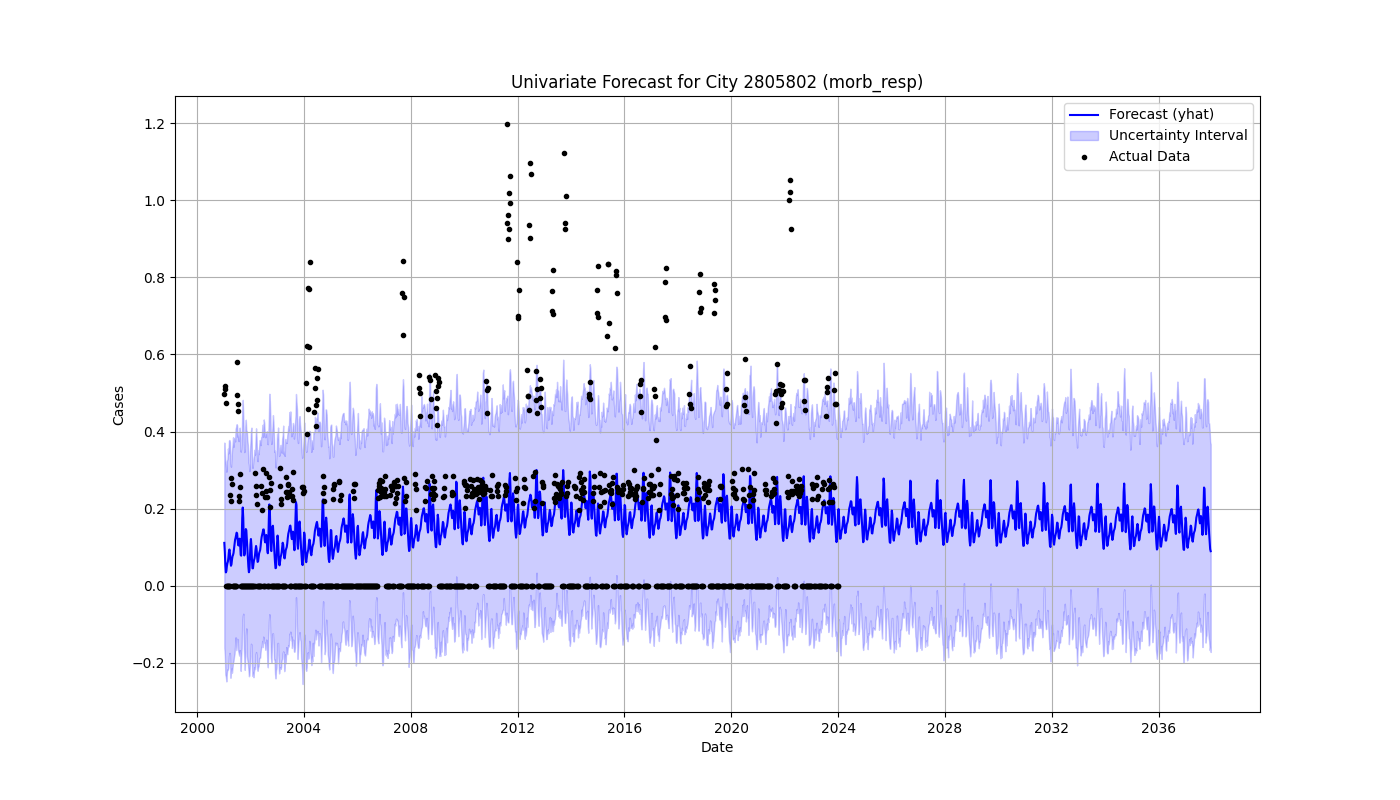 Univariate Forecast for City 2805802 (morb_resp)
Forecast (yhat)
Uncertainty Interval
Actual Data
Cases
1.2
1.0
0.8
0.6
0.4
0.2
0.0
−0.2
2000 2004 2008 2012 2016 2020 2024 2028 2032 2036
Date